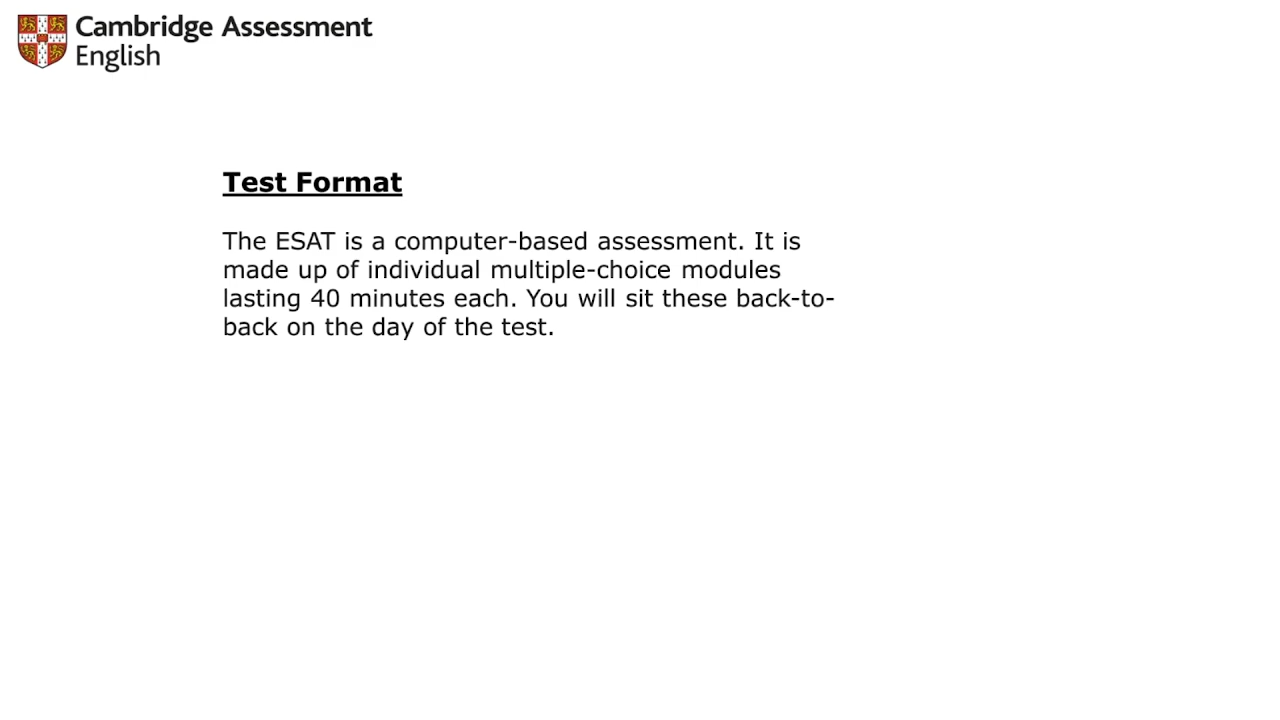 Cambridge Assessment
English
Test Format
The ESAT is a computer-based assessment. It is
made up of individual multiple-choice modules
lasting 40 minutes each. You will sit these back-to-
back on the day of the test.